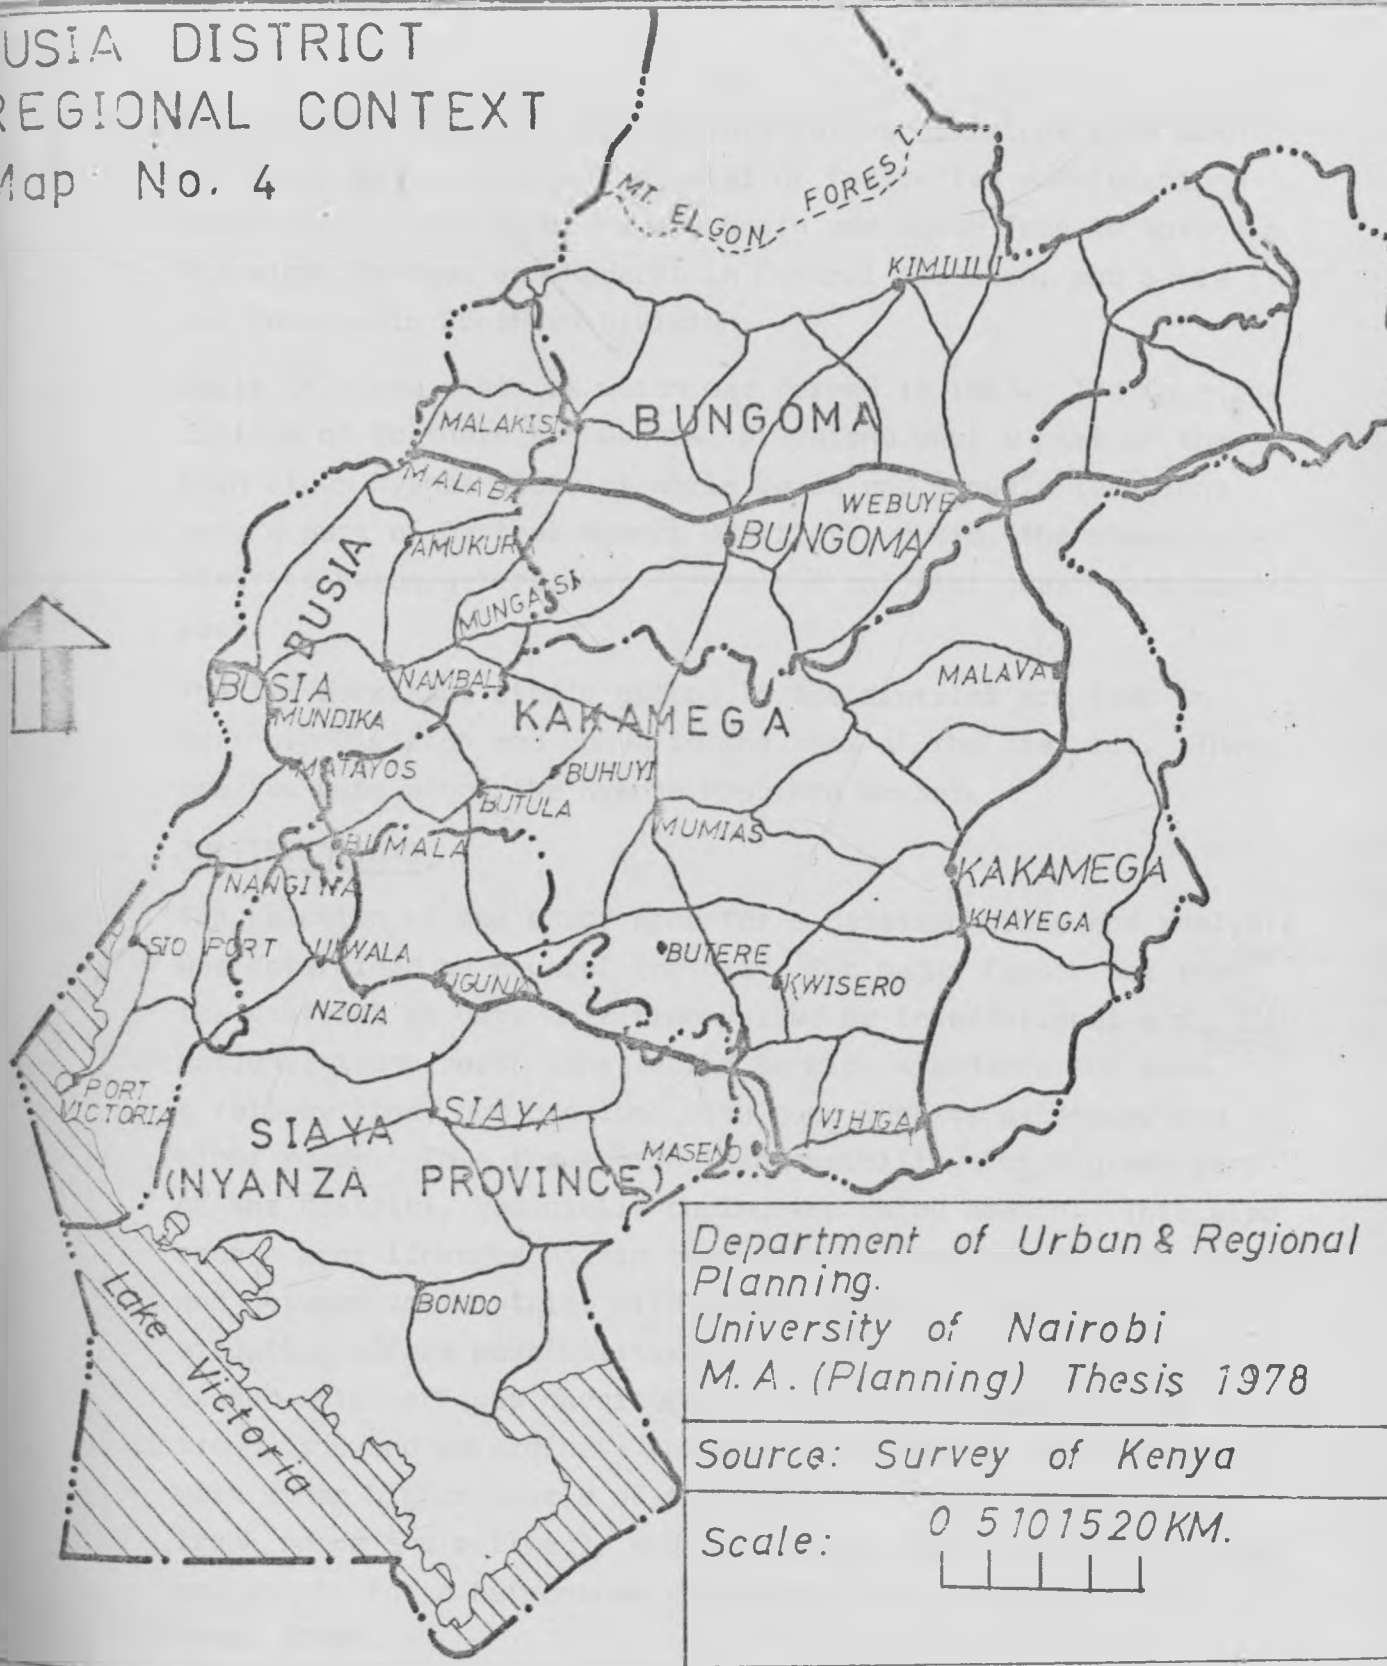 USIA DISTRICT
REGIONAL CONTEXT
Map No. 4
MT. ELGON FOREST
KIMILILI
BUNGOMA
MALAKISI
MALABA
WEBUYE
BUNGOMA
AMUKURA
BUSIA
MUNGATSI
MALAVA
BUSIA
NAMBALE
MUNDIKA
KAKAMEGA
MATAYOS
BUHUYI
BUTULA
MUMIAS
BUMALA
KAKAMEGA
NANGINA
KHAYEGA
SIO PORT
UKWALA
BUTERE
UGUNJA
KWISERO
NZOIA
PORT
VICTORIA
SIAYA
VIHIGA
SIAYA
MASENO
(NYANZA PROVINCE)
Lake Victoria
BONDO
Department of Urban & Regional
Planning.
University of Nairobi
M.A. (Planning) Thesis 1978
Source: Survey of Kenya
Scale: 0 5 10 15 20 KM.